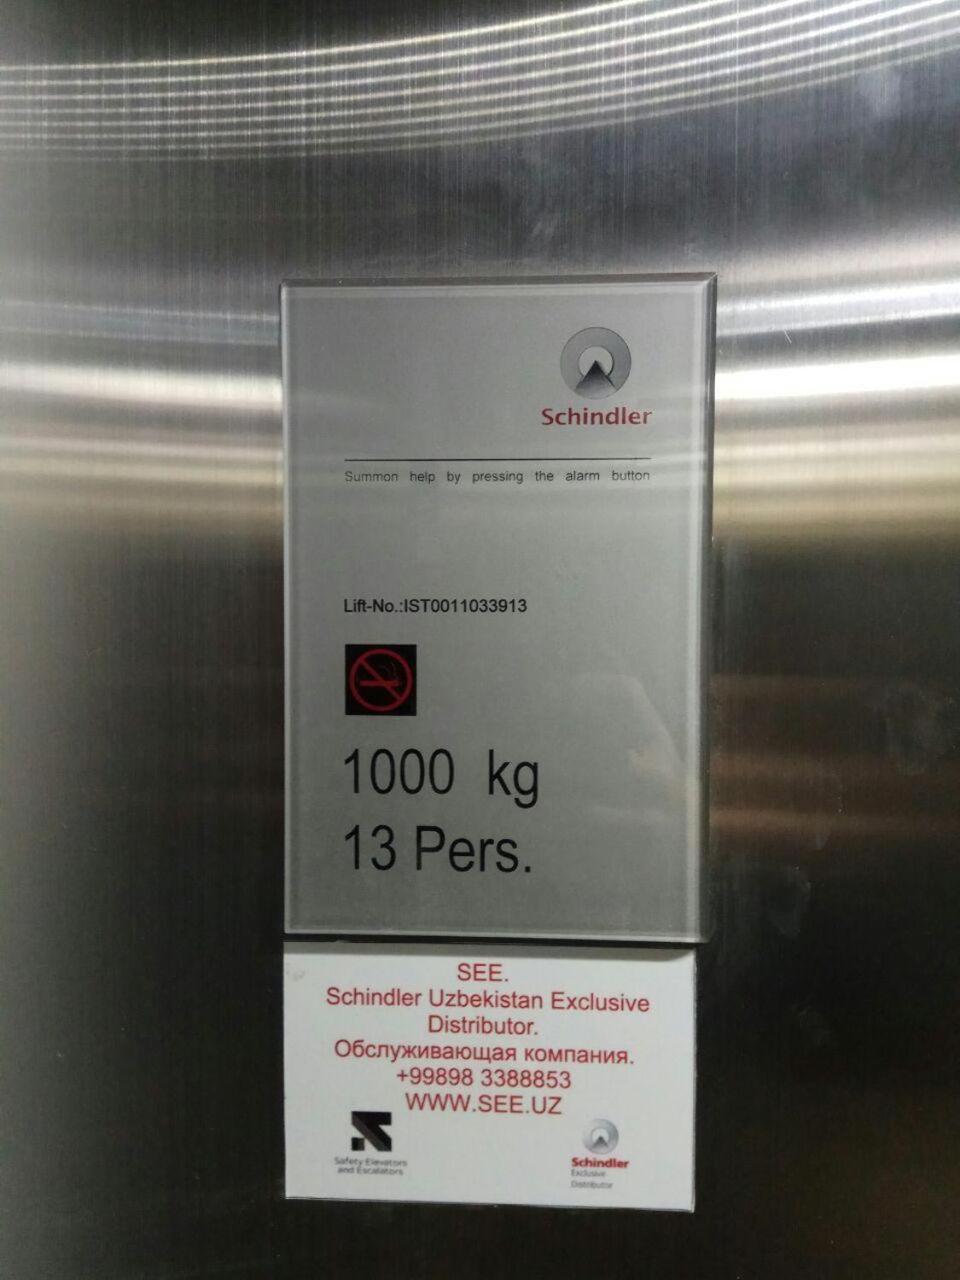 Schindler
Summon help by pressing the alarm button
Lift-No.:IST0011033913
1000 kg
13 Pers.
SEE.
Schindler Uzbekistan Exclusive
Distributor.
Обслуживающая компания.
+99898 3388853
WWW.SEE.UZ
Safety Elevators
and Escalators
Schindler
Exclusive
Distributor